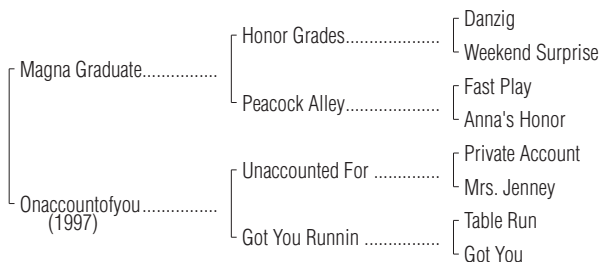 Danzig
Honor Grades...................
Weekend Surprise
Magna Graduate...............
Fast Play
Peacock Alley...................
Anna's Honor
Private Account
Unaccounted For .............
Mrs. Jenney
Onaccountofyou...............
(1997)
Table Run
Got You Runnin ...............
Got You